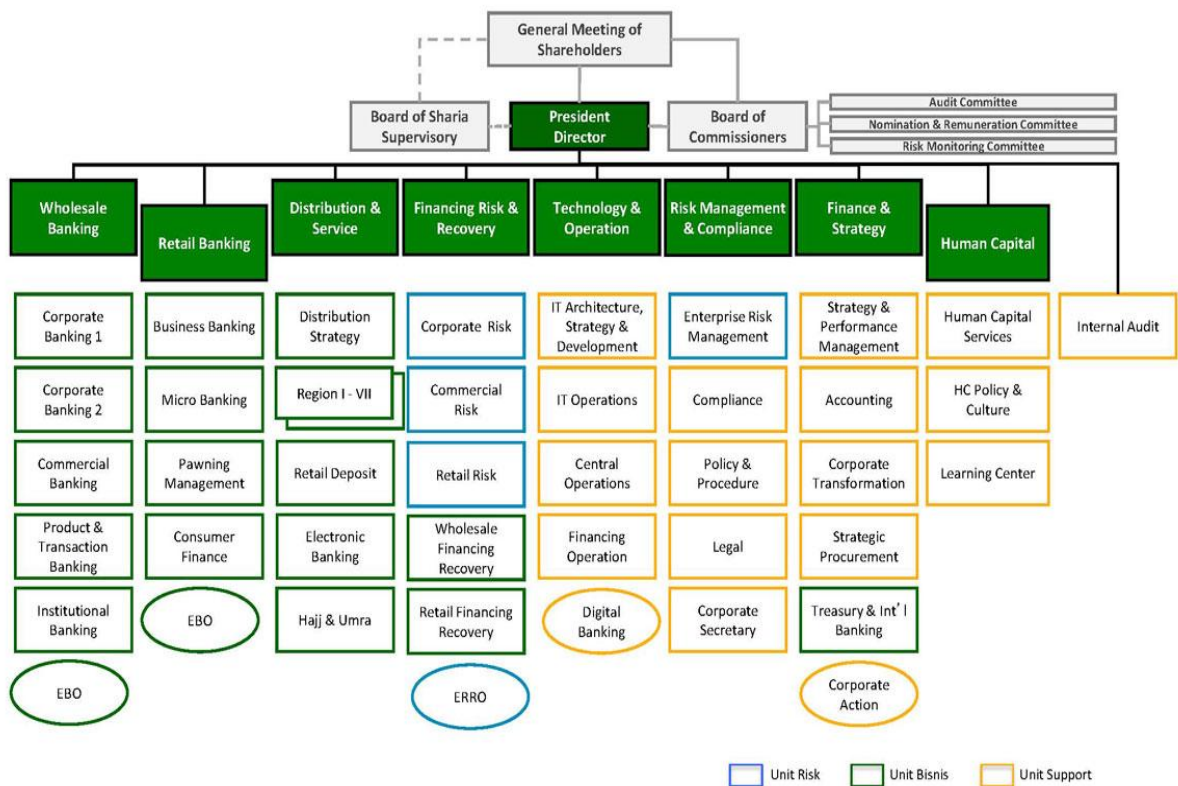 General Meeting of
Shareholders
Board of Sharia
Supervisory
President
Director
Board of
Commissioners
Audit Committee
Nomination & Remuneration Committee
Risk Monitoring Committee
Wholesale
Banking
Retail Banking
Distribution &
Service
Financing Risk &
Recovery
Technology &
Operation
Risk Management
& Compliance
Finance &
Strategy
Human Capital
Corporate
Banking 1
Business Banking
Distribution
Strategy
Corporate Risk
IT Architecture,
Strategy &
Development
Enterprise Risk
Management
Strategy &
Performance
Management
Human Capital
Services
Internal Audit
Corporate
Banking 2
Micro Banking
Region I - VII
Commercial
Risk
IT Operations
Compliance
Accounting
HC Policy &
Culture
Commercial
Banking
Pawning
Management
Retail Deposit
Retail Risk
Central
Operations
Policy &
Procedure
Corporate
Transformation
Learning Center
Product &
Transaction
Banking
Consumer
Finance
Electronic
Banking
Wholesale
Financing
Recovery
Financing
Operation
Legal
Strategic
Procurement
Institutional
Banking
EBO
Hajj & Umra
Retail Financing
Recovery
Digital
Banking
Corporate
Secretary
Treasury & Int'l
Banking
EBO
ERRO
Corporate
Action
Unit Risk
Unit Bisnis
Unit Support